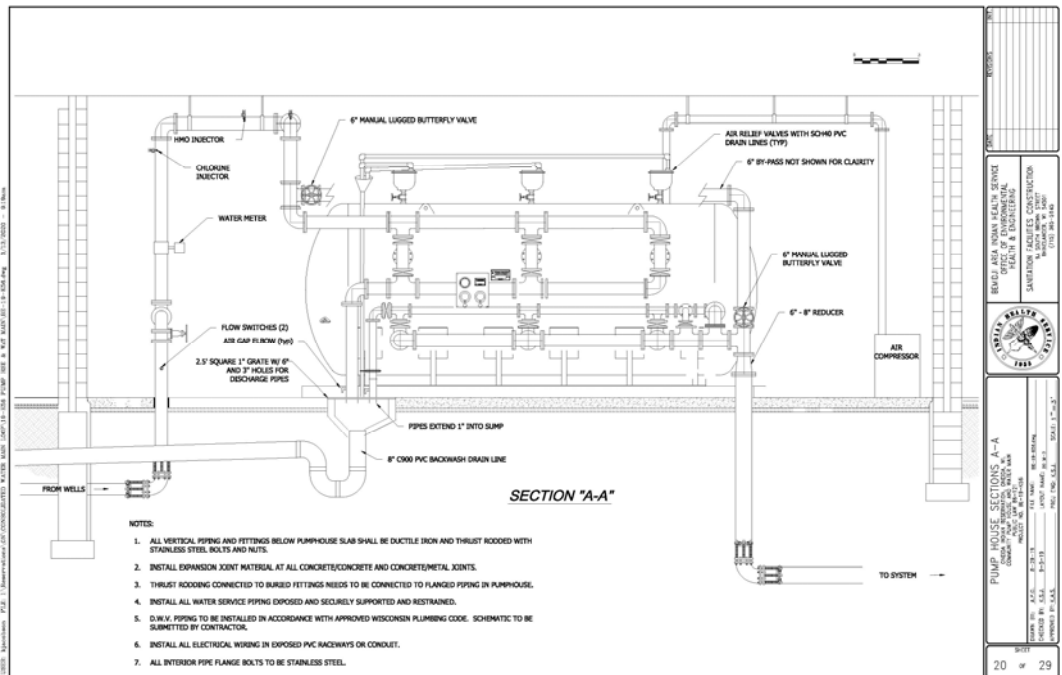 HMO INJECTOR
6" MANUAL LUGGED BUTTERFLY VALVE
AIR RELIEF VALVES WITH SCH40 PVC
DRAIN LINES (TYP)
CHLORINE
INJECTOR
6" BY-PASS NOT SHOWN FOR CLAIRITY
WATER METER
6" MANUAL LUGGED
BUTTERFLY VALVE
6" - 8" REDUCER
FLOW SWITCHES (2)
AIR GAP ELBOW (typ)
2.5' SQUARE 1" GRATE W/ 6"
AND 3" HOLES FOR
DISCHARGE PIPES
AIR
COMPRESSOR
PIPES EXTEND 1" INTO SUMP
8" C900 PVC BACKWASH DRAIN LINE
FROM WELLS
SECTION "A-A"
TO SYSTEM
NOTES:
1. ALL VERTICAL PIPING AND FITTINGS BELOW PUMPHOUSE SLAB SHALL BE DUCTILE IRON AND THRUST RODDED WITH
STAINLESS STEEL BOLTS AND NUTS.
2. INSTALL EXPANSION JOINT MATERIAL AT ALL CONCRETE/CONCRETE AND CONCRETE/METAL JOINTS.
3. THRUST RODDING CONNECTED TO BURIED FITTINGS NEEDS TO BE CONNECTED TO FLANGED PIPING IN PUMPHOUSE.
4. INSTALL ALL WATER SERVICE PIPING EXPOSED AND SECURELY SUPPORTED AND RESTRAINED.
5. D.W.V. PIPING TO BE INSTALLED IN ACCORDANCE WITH APPROVED WISCONSIN PLUMBING CODE. SCHEMATIC TO BE
SUBMITTED BY CONTRACTOR.
6. INSTALL ALL ELECTRICAL WIRING IN EXPOSED PVC RACEWAYS OR CONDUIT.
7. ALL INTERIOR PIPE FLANGE BOLTS TO BE STAINLESS STEEL.
REVISIONS
DATE
INT.
BEMIDJI AREA INDIAN HEALTH SERVICE
OFFICE OF ENVIRONMENTAL
HEALTH & ENGINEERING
SANITATION FACILITIES CONSTRUCTION
INDIAN HEALTH SERVICE
1955
PUMP HOUSE SECTIONS A-A
SHEET
20 OF 29